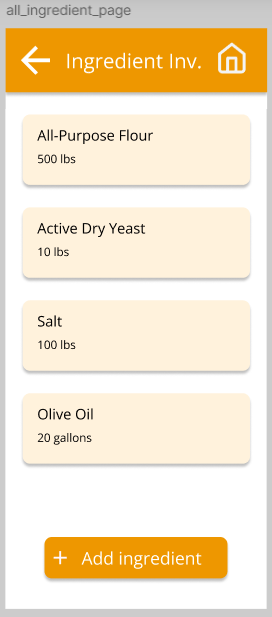 all_ingredient_page
Ingredient Inv.
All-Purpose Flour
500 lbs
Active Dry Yeast
10 lbs
Salt
100 lbs
Olive Oil
20 gallons
+ Add ingredient